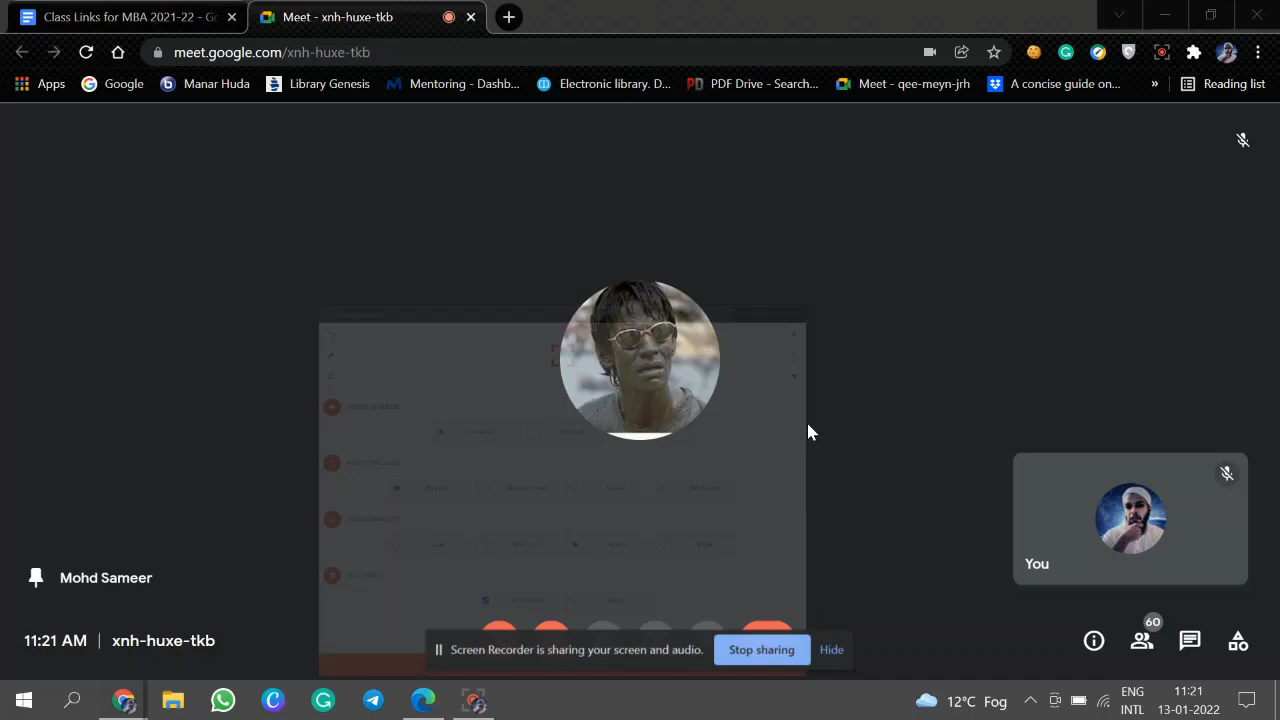 Class Links for MBA 2021-22 - Go
Meet - xnh-huxe-tkb
meet.google.com/xnh-huxe-tkb
Apps
Google
Manar Huda
Library Genesis
Mentoring - Dashb...
Electronic library. D...
PDF Drive - Search...
Meet - qee-meyn-jrh
A concise guide on...
»
Reading list
You
Mohd Sameer
11:21 AM | xnh-huxe-tkb
60
Screen Recorder is sharing your screen and audio.
Stop sharing
Hide
12°C Fog
ENG
INTL
11:21
13-01-2022